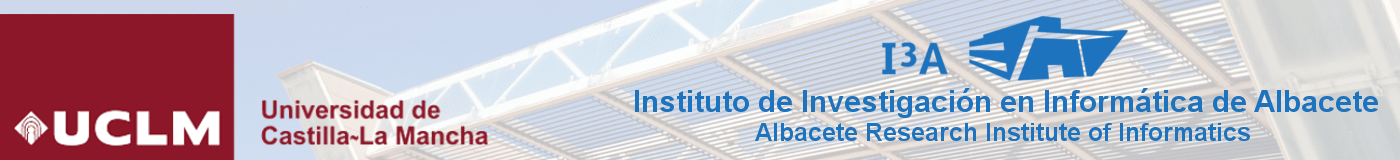 UCLM
Universidad de
Castilla~La Mancha
I³A
Instituto de Investigación en Informática de Albacete
Albacete Research Institute of Informatics